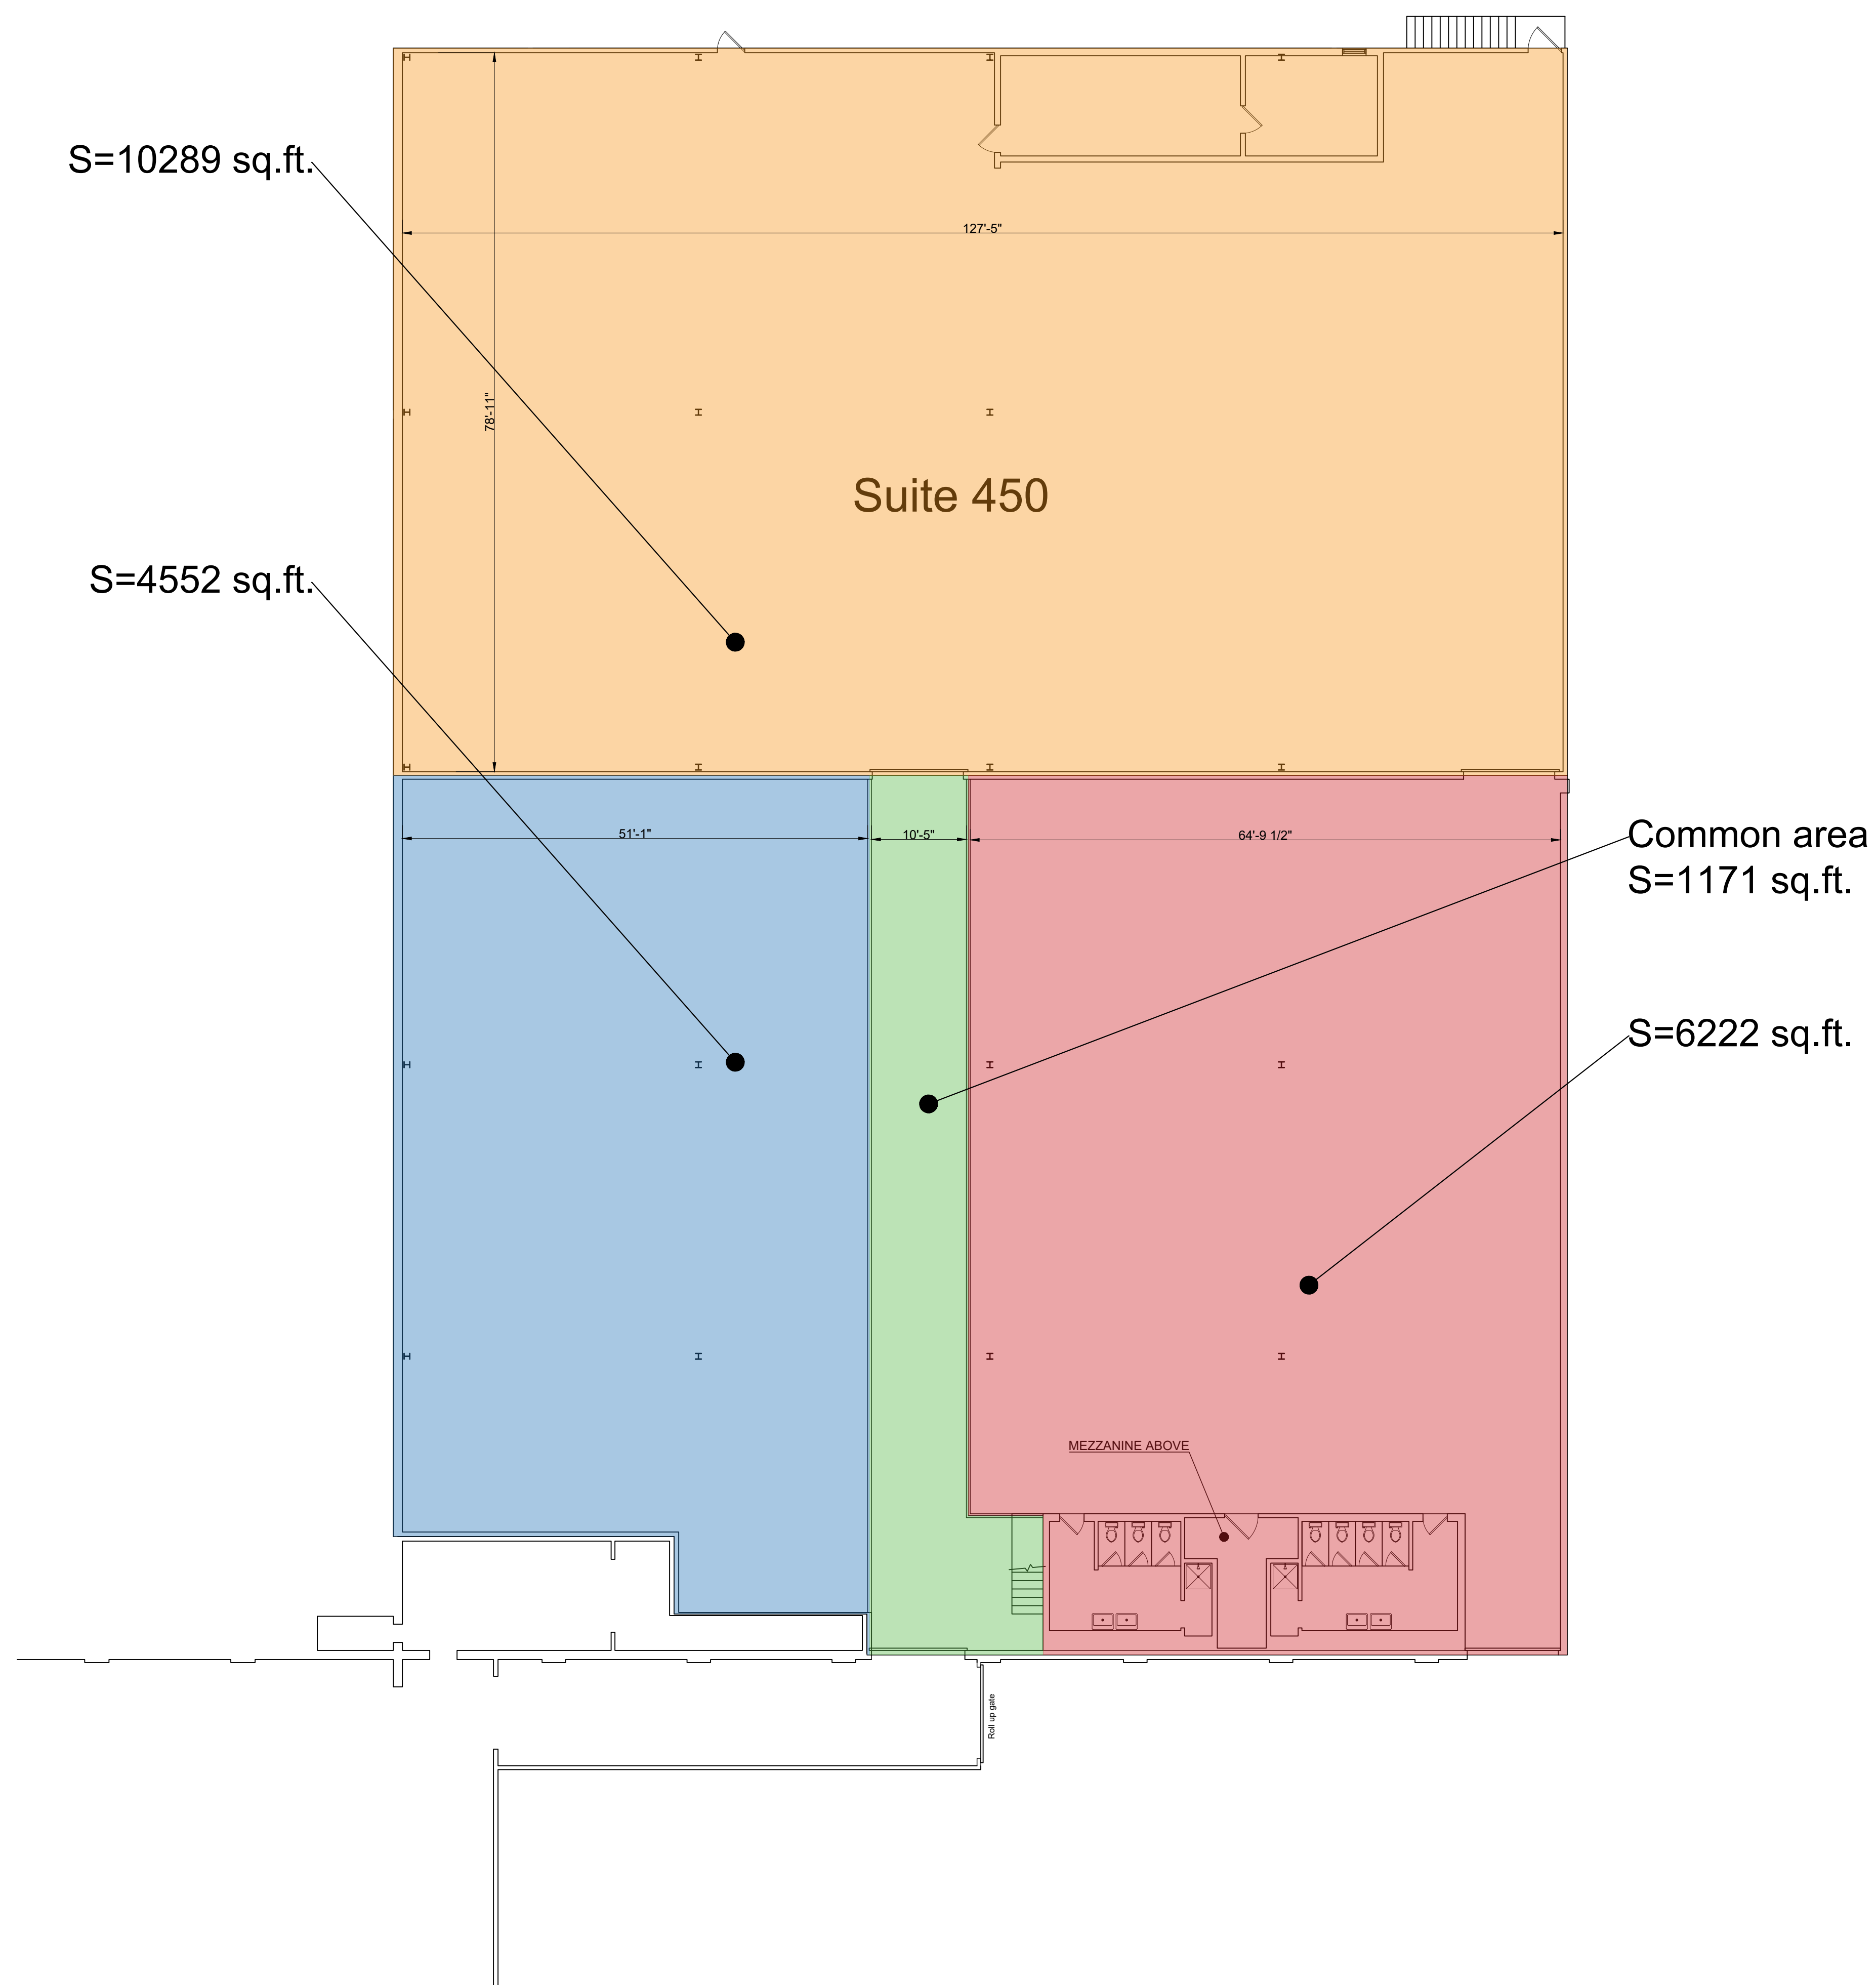 S=10289 sq.ft.
127'-5"
78'-11"
Suite 450
S=4552 sq.ft.
51'-1"
10'-5"
64'-9 1/2"
Common area
S=1171 sq.ft.
S=6222 sq.ft.
MEZZANINE ABOVE
Roll up gate